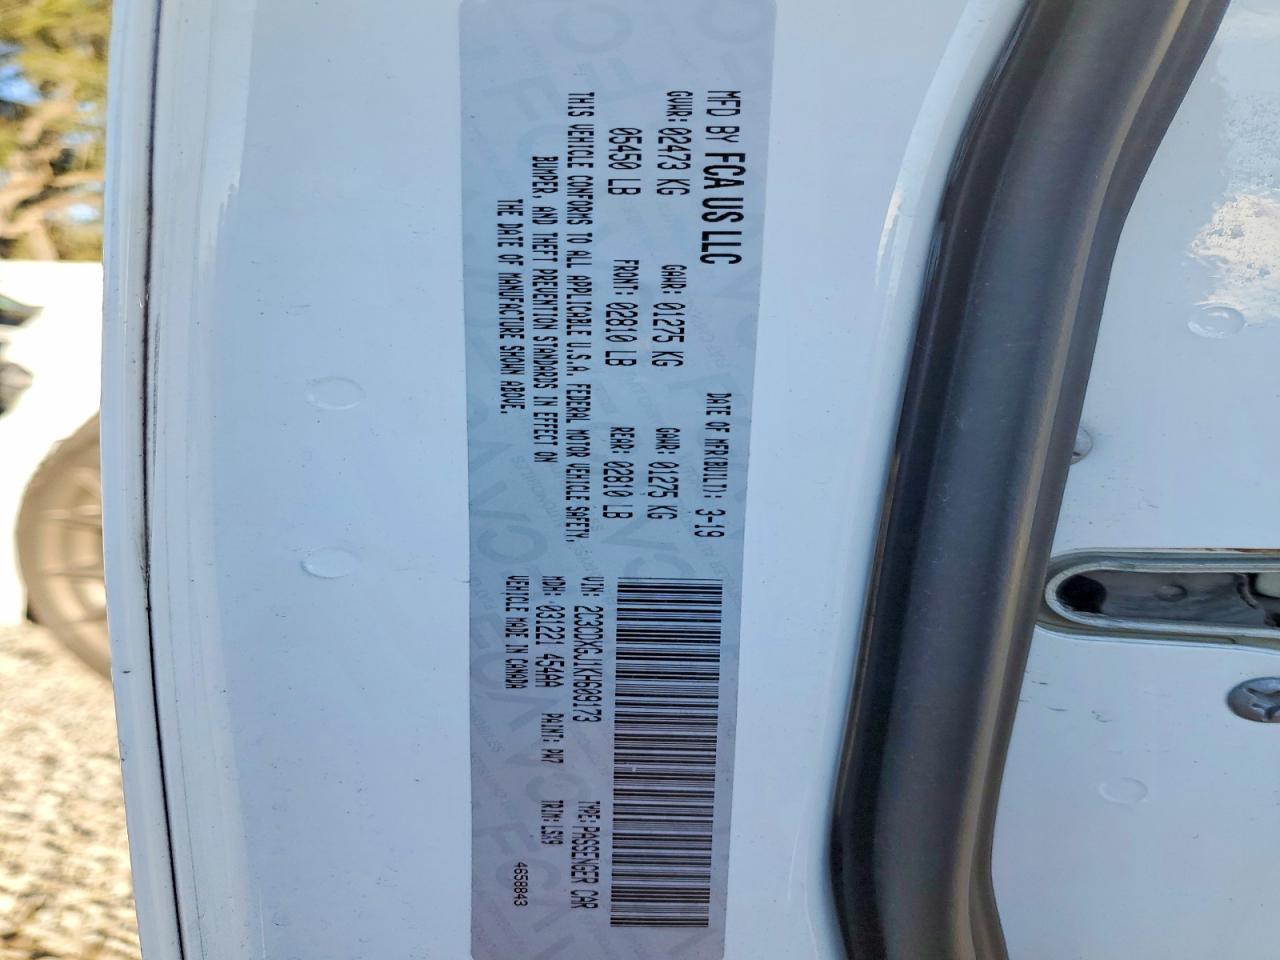 MFD BY FCA US LLC
DATE OF MFR(BUILT): 3-19
GVWR: 02473 KG GAWR: 01275 KG GAWR: 01275 KG
05450 LB FRONT: 02810 LB REAR: 02810 LB
THIS VEHICLE CONFORMS TO ALL APPLICABLE U.S.A. FEDERAL MOTOR VEHICLE SAFETY,
BUMPER, AND THEFT PREVENTION STANDARDS IN EFFECT ON
THE DATE OF MANUFACTURE SHOWN ABOVE.
VIN: 2C3CDXGJ1KH609173 TYPE: PASSENGER CAR
MDH: 031221 454AA PAINT: PW7 TRIM: LSX9
VEHICLE MADE IN CANADA 4658843